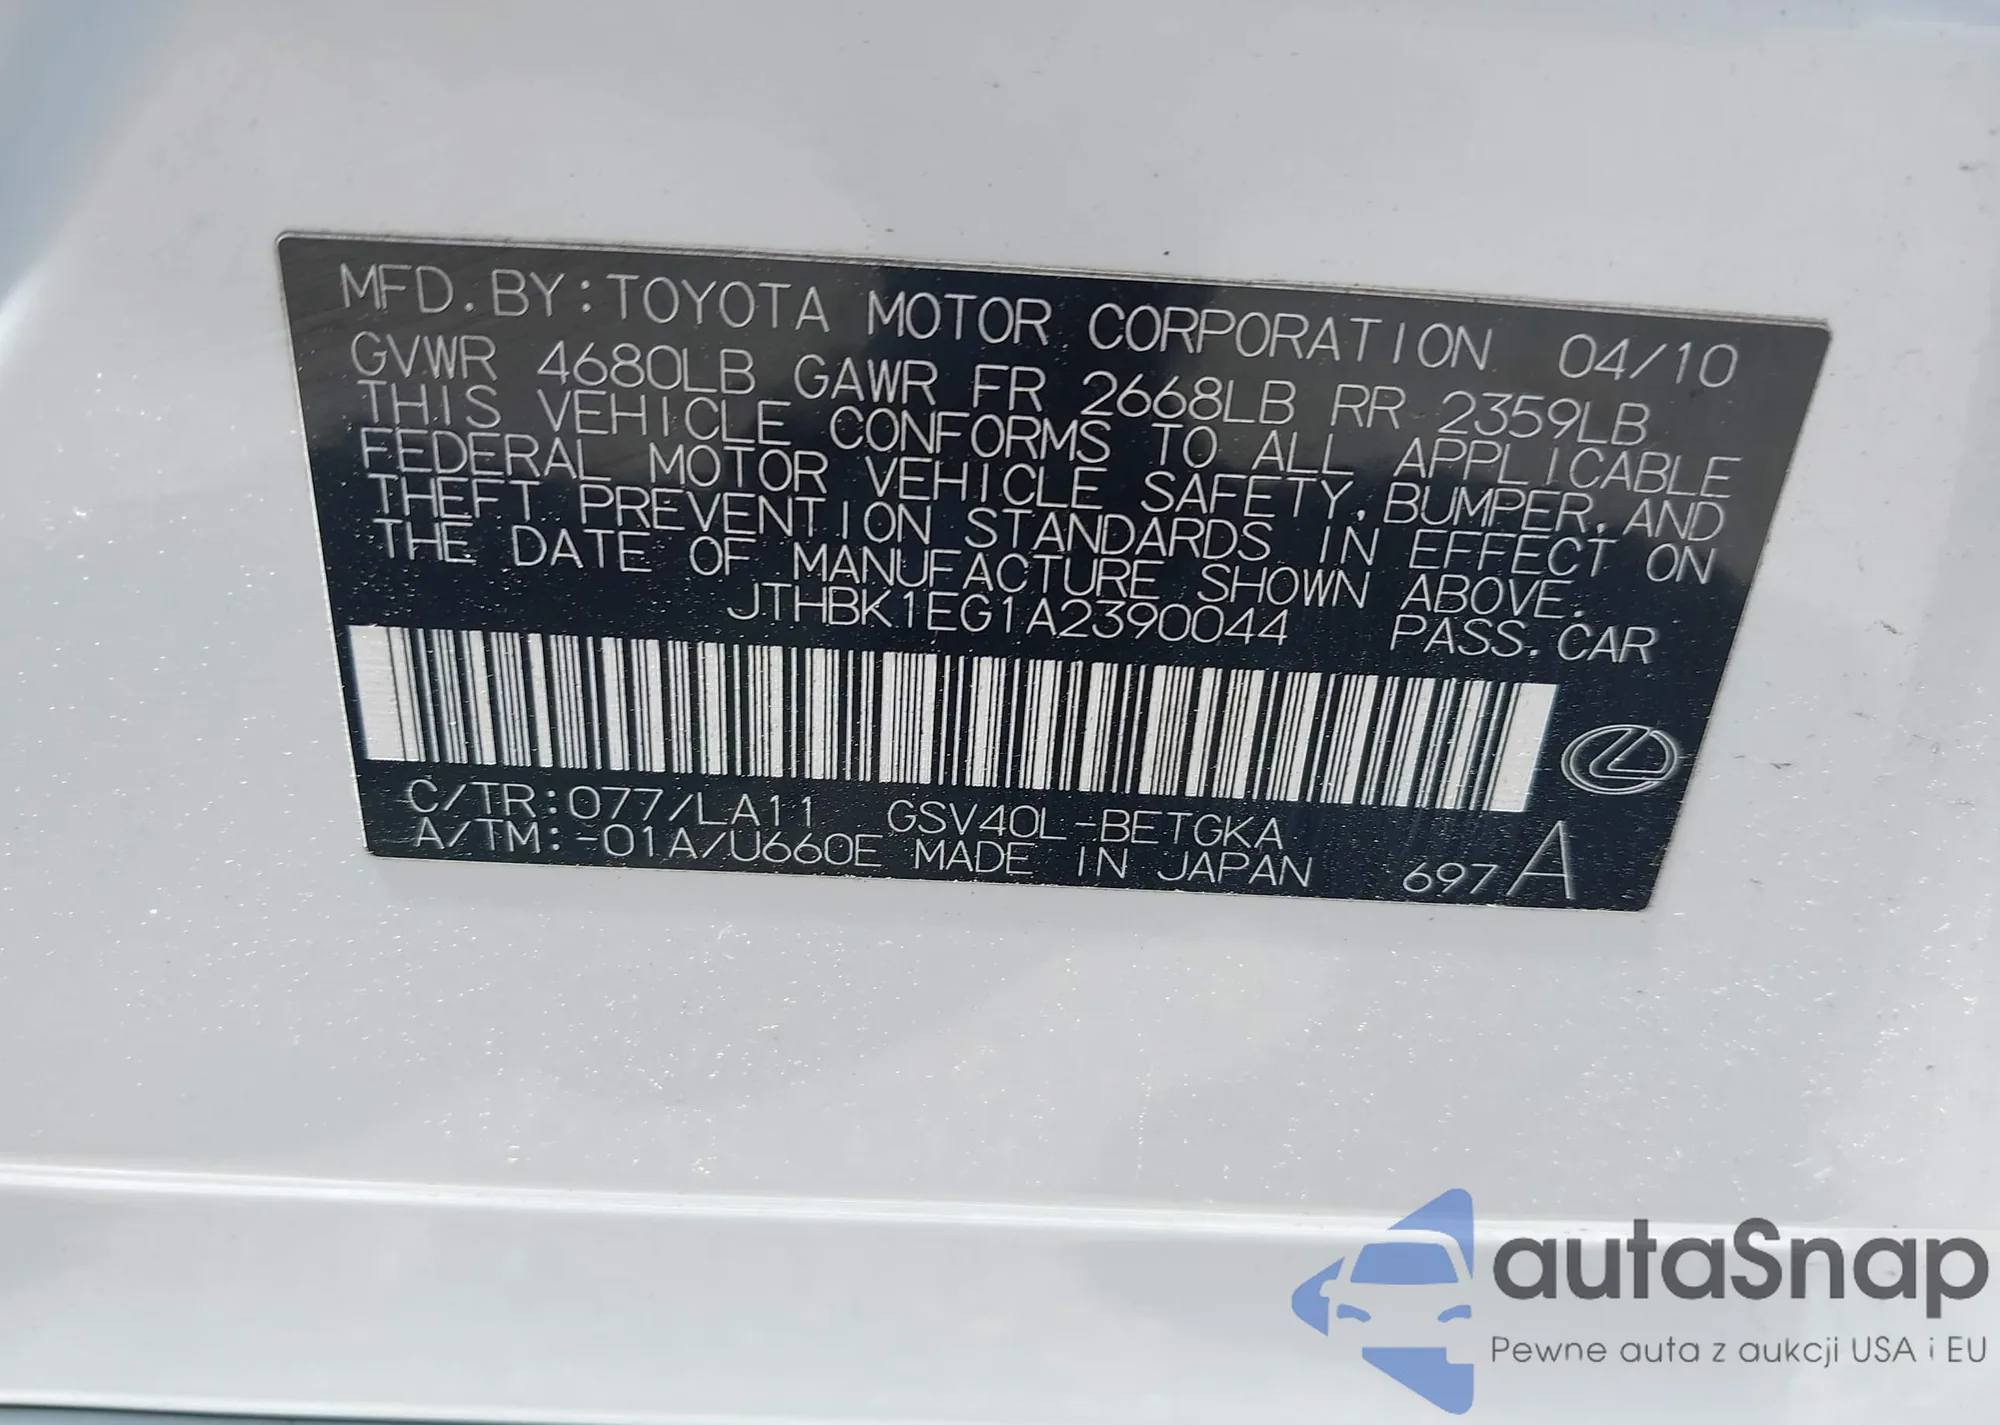 MFD. BY:TOYOTA MOTOR CORPORATION 04/10
GVWR 4680LB GAWR FR 2668LB RR 2359LB
THIS VEHICLE CONFORMS TO ALL APPLICABLE
FEDERAL MOTOR VEHICLE SAFETY, BUMPER, AND
THEFT PREVENTION STANDARDS IN EFFECT ON
THE DATE OF MANUFACTURE SHOWN ABOVE.
JTHBK1EG1A2390044 PASS. CAR
C/TR:077/LA11 GSV40L-BETGKA
A/TM:-01A/U660E MADE IN JAPAN 697A
autaSnap
Pewne auta z aukcji USA i EU